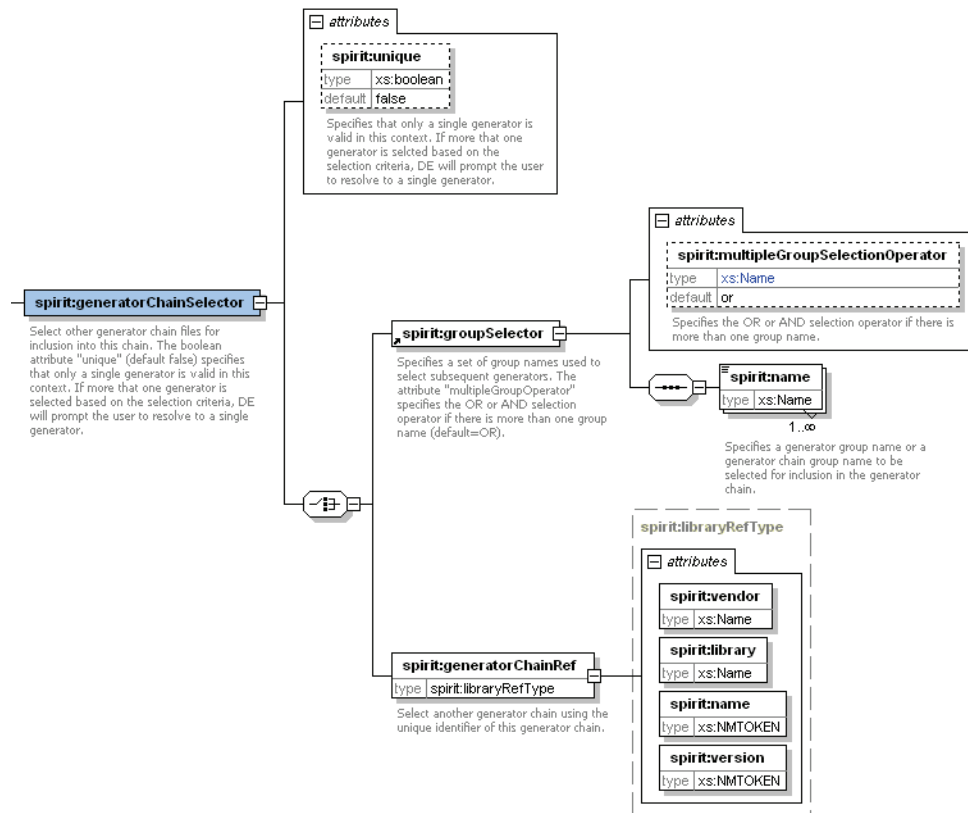 attributes
spirit:unique
type xs:boolean
default false
Specifies that only a single generator is
valid in this context. If more that one
generator is selcted based on the
selection criteria, DE will prompt the user
to resolve to a single generator.
spirit:generatorChainSelector
Select other generator chain files for
inclusion into this chain. The boolean
attribute "unique" (default false) specifies
that only a single generator is valid in this
context. If more that one generator is
selected based on the selection criteria, DE
will prompt the user to resolve to a single
generator.
spirit:groupSelector
Specifies a set of group names used to
select subsequent generators. The
attribute "multipleGroupOperator"
specifies the OR or AND selection
operator if there is more than one group
name (default=OR).
attributes
spirit:multipleGroupSelectionOperator
type xs:Name
default or
Specifies the OR or AND selection operator if there is
more than one group name.
spirit:name
type xs:Name
1..∞
Specifies a generator group name or a
generator chain group name to be
selected for inclusion in the generator
chain.
spirit:generatorChainRef
type spirit:libraryRefType
Select another generator chain using the
unique identifier of this generator chain.
spirit:libraryRefType
attributes
spirit:vendor
type xs:Name
spirit:library
type xs:Name
spirit:name
type xs:NMTOKEN
spirit:version
type xs:NMTOKEN